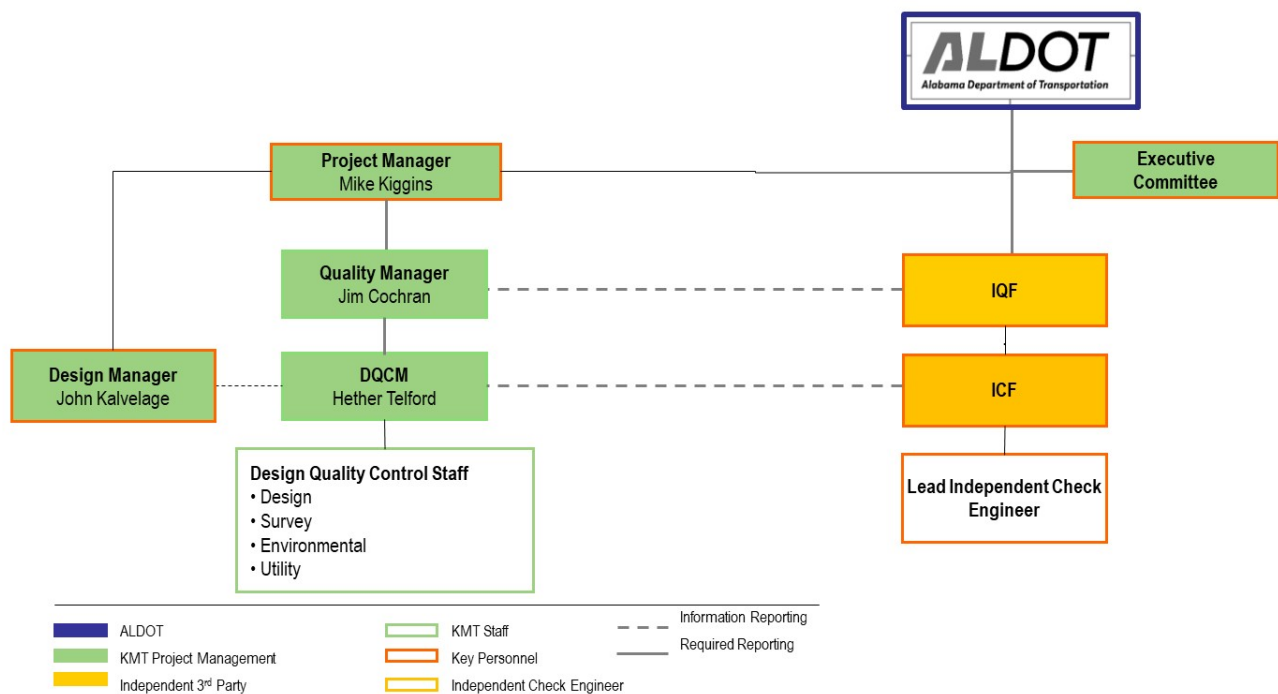 ALDOT
Alabama Department of Transportation
Project Manager
Mike Kiggins
Executive
Committee
Quality Manager
Jim Cochran
IQF
Design Manager
John Kalvelage
DQCM
Hether Telford
ICF
Design Quality Control Staff
• Design
• Survey
• Environmental
• Utility
Lead Independent Check
Engineer
ALDOT
KMT Project Management
Independent 3rd Party
KMT Staff
Key Personnel
Independent Check Engineer
Information Reporting
Required Reporting